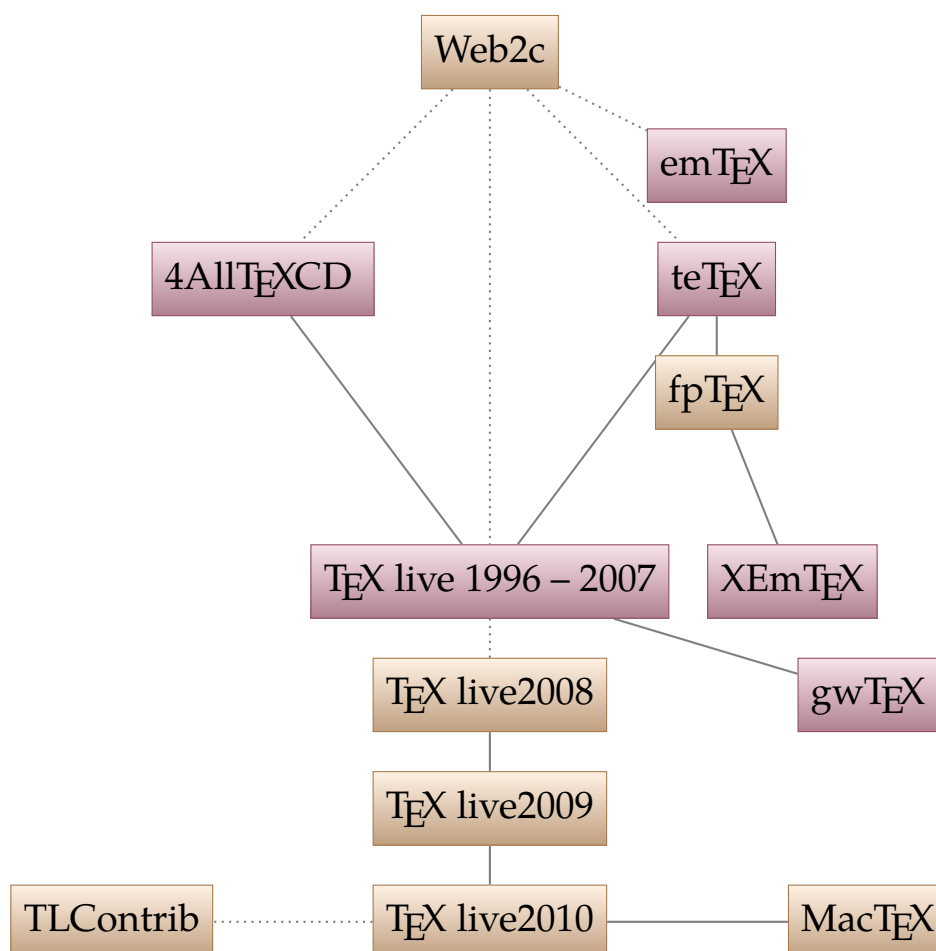 Web2c
emTEX
4AllTEXCD
teTEX
fpTEX
TEX live 1996 – 2007
XEmTEX
TEX live2008
gwTEX
TEX live2009
TLContrib
TEX live2010
MacTEX